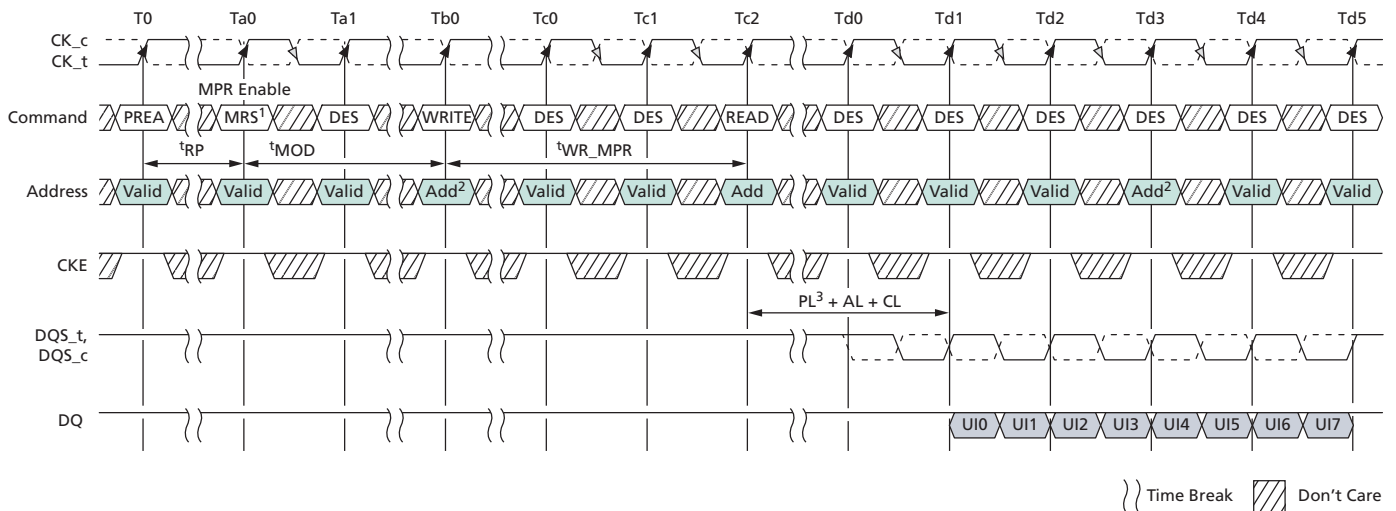 T0 Ta0 Ta1 Tb0 Tc0 Tc1 Tc2 Td0 Td1 Td2 Td3 Td4 Td5
CK_c
CK_t
MPR Enable
Command PREA MRS1 DES WRITE DES DES READ DES DES DES DES DES DES
tRP tMOD tWR_MPR
Address Valid Valid Valid Add2 Valid Valid Add Valid Valid Valid Add2 Valid Valid
CKE
PL3 + AL + CL
DQS_t,
DQS_c
DQ UI0 UI1 UI2 UI3 UI4 UI5 UI6 UI7
Time Break Don't Care